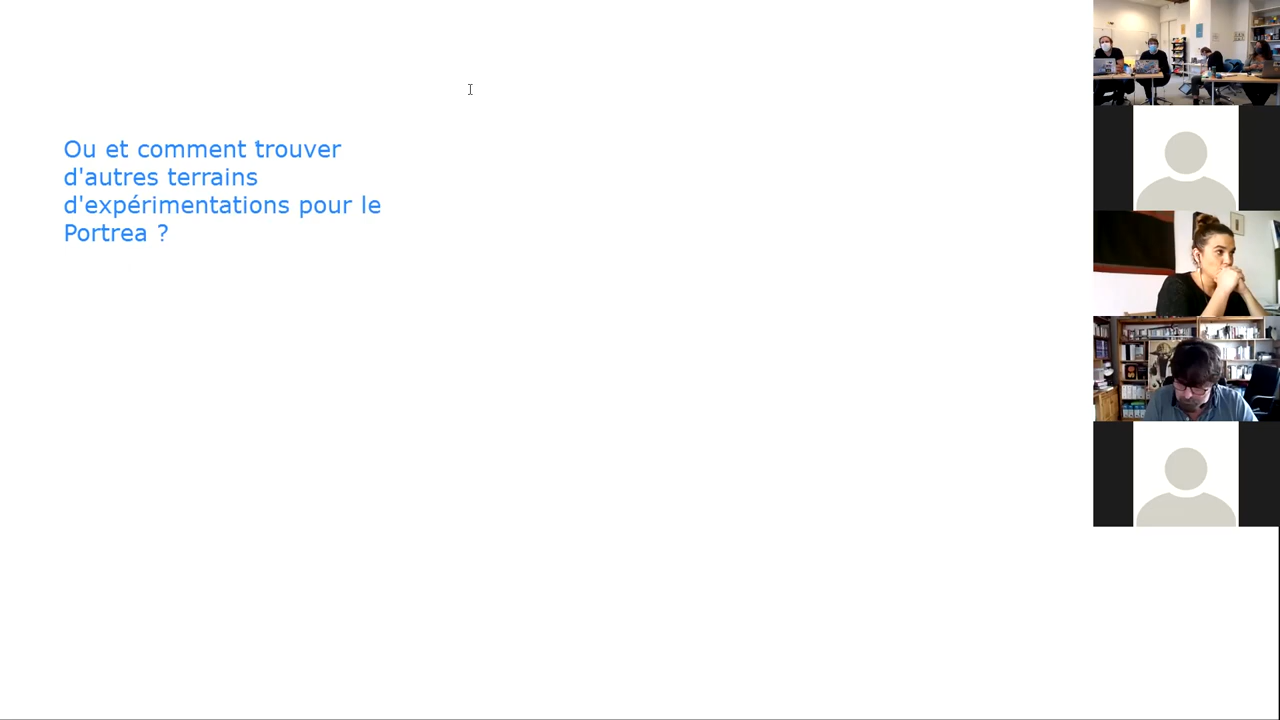 Ou et comment trouver
d'autres terrains
d'expérimentations pour le
Portrea ?